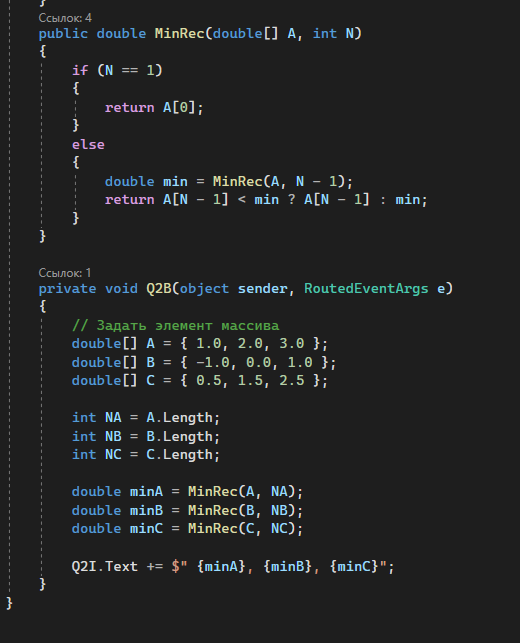 }
Ссылок: 4
public double MinRec(double[] A, int N)
{
if (N == 1)
{
return A[0];
}
else
{
double min = MinRec(A, N - 1);
return A[N - 1] < min ? A[N - 1] : min;
}
}
Ссылок: 1
private void Q2B(object sender, RoutedEventArgs e)
{
// Задать элемент массива
double[] A = { 1.0, 2.0, 3.0 };
double[] B = { -1.0, 0.0, 1.0 };
double[] C = { 0.5, 1.5, 2.5 };
int NA = A.Length;
int NB = B.Length;
int NC = C.Length;
double minA = MinRec(A, NA);
double minB = MinRec(B, NB);
double minC = MinRec(C, NC);
Q2I.Text += $" {minA}, {minB}, {minC}";
}
}